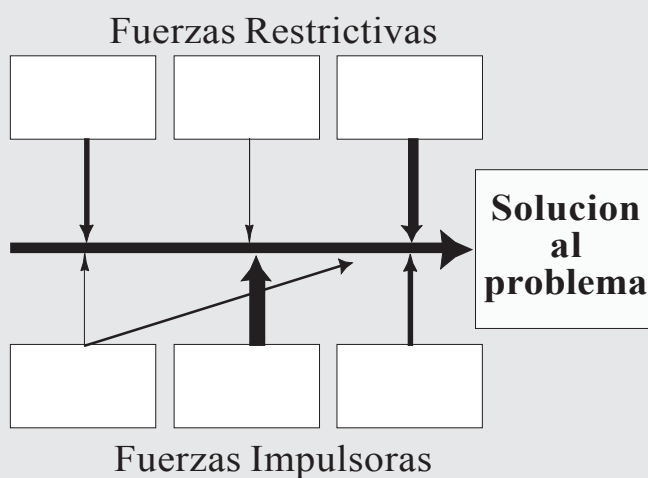 Fuerzas Restrictivas
Solucion
al
problema
Fuerzas Impulsoras